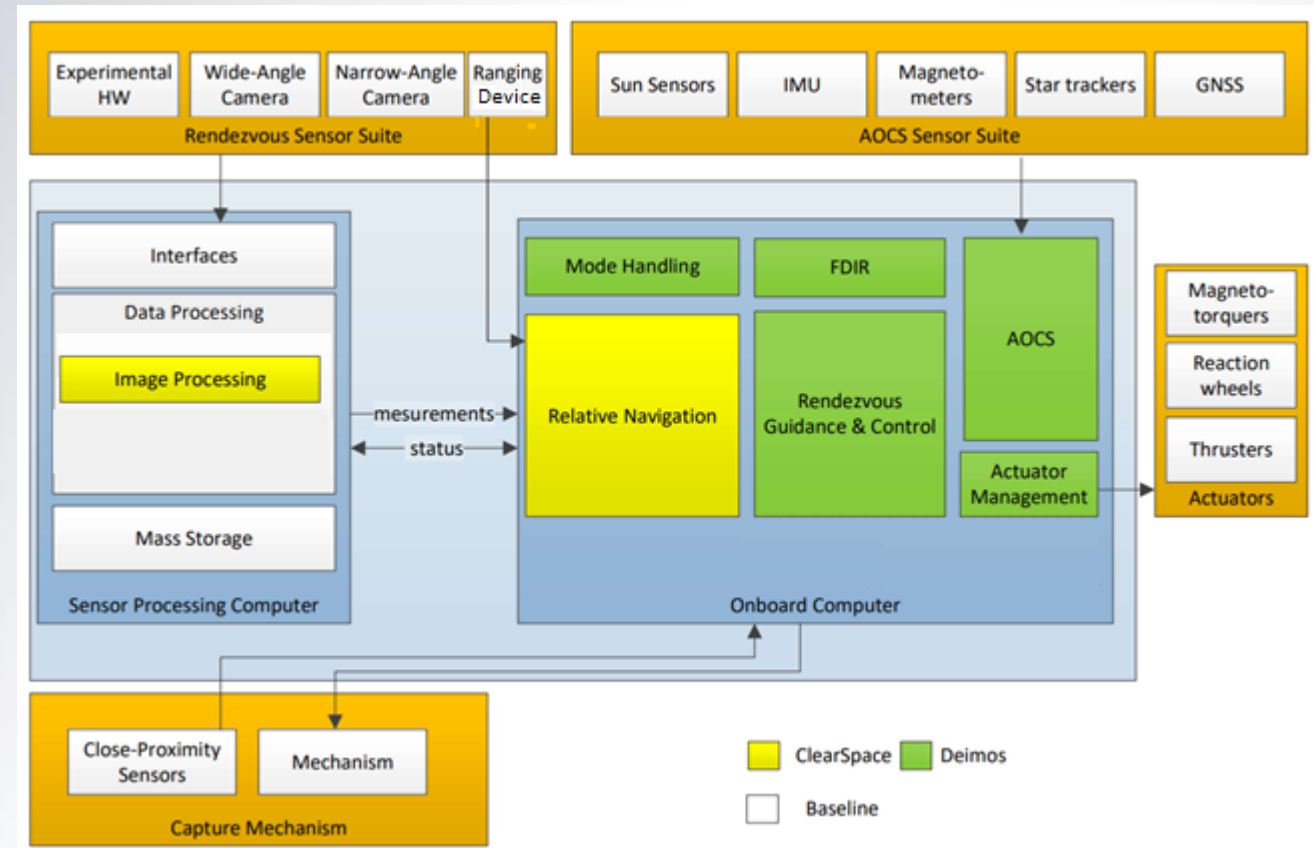 Experimental
HW
Wide-Angle
Camera
Narrow-Angle
Camera
Ranging
Device
Rendezvous Sensor Suite
Sun Sensors
IMU
Magneto-
meters
Star trackers
GNSS
AOCS Sensor Suite
Interfaces
Data Processing
Image Processing
Mass Storage
Sensor Processing Computer
mesurements
status
Mode Handling
FDIR
AOCS
Relative Navigation
Rendezvous
Guidance & Control
Actuator
Management
Onboard Computer
Magneto-
torquers
Reaction
wheels
Thrusters
Actuators
Close-Proximity
Sensors
Mechanism
Capture Mechanism
ClearSpace
Deimos
Baseline